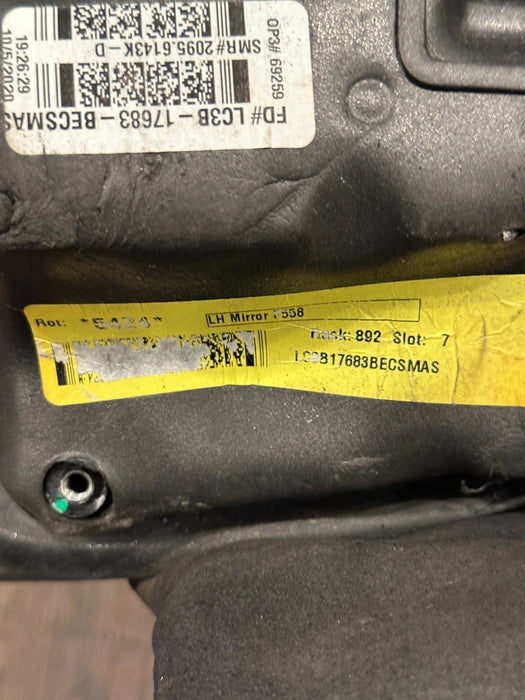 OP# 69259
SMR# 2095.6143K-D
19:26:29
10/5/2020
FD# LC3B-17683-BECSMAS
Rot: *5424*
LH Mirror P558
Rack: 892 Slot: 7
LC3B17683BECSMAS